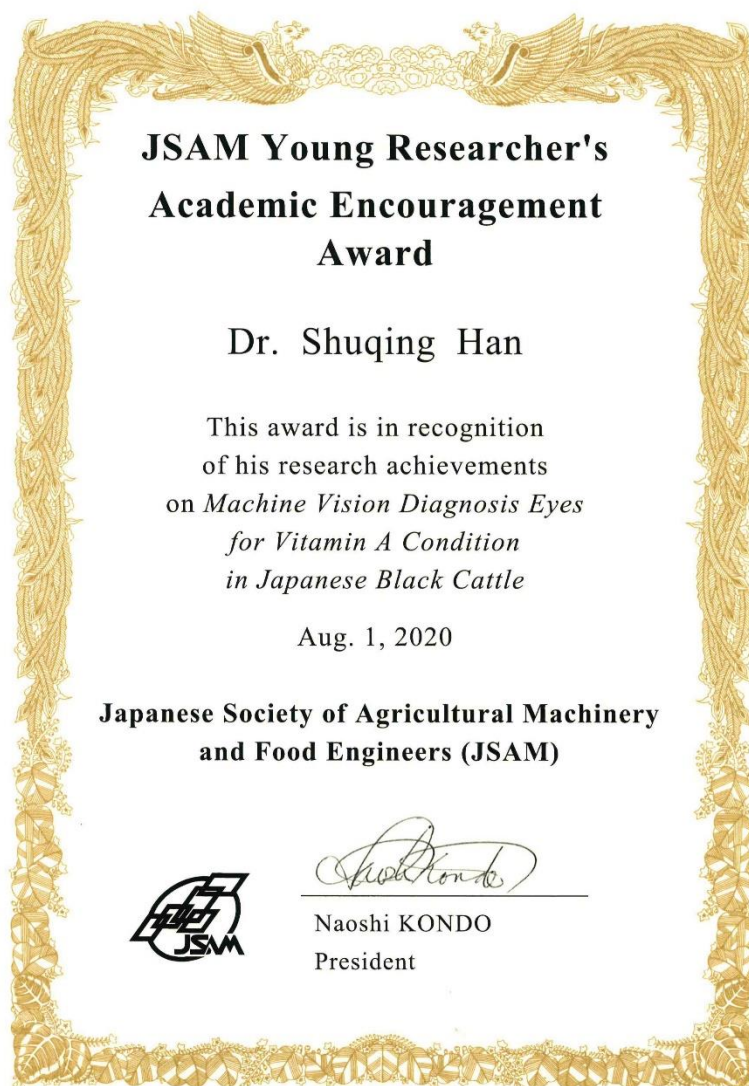 JSAM Young Researcher's
Academic Encouragement
Award
Dr. Shuqing Han
This award is in recognition
of his research achievements
on Machine Vision Diagnosis Eyes
for Vitamin A Condition
in Japanese Black Cattle
Aug. 1, 2020
Japanese Society of Agricultural Machinery
and Food Engineers (JSAM)
Naoshi Kondo
JSAM
Naoshi KONDO
President